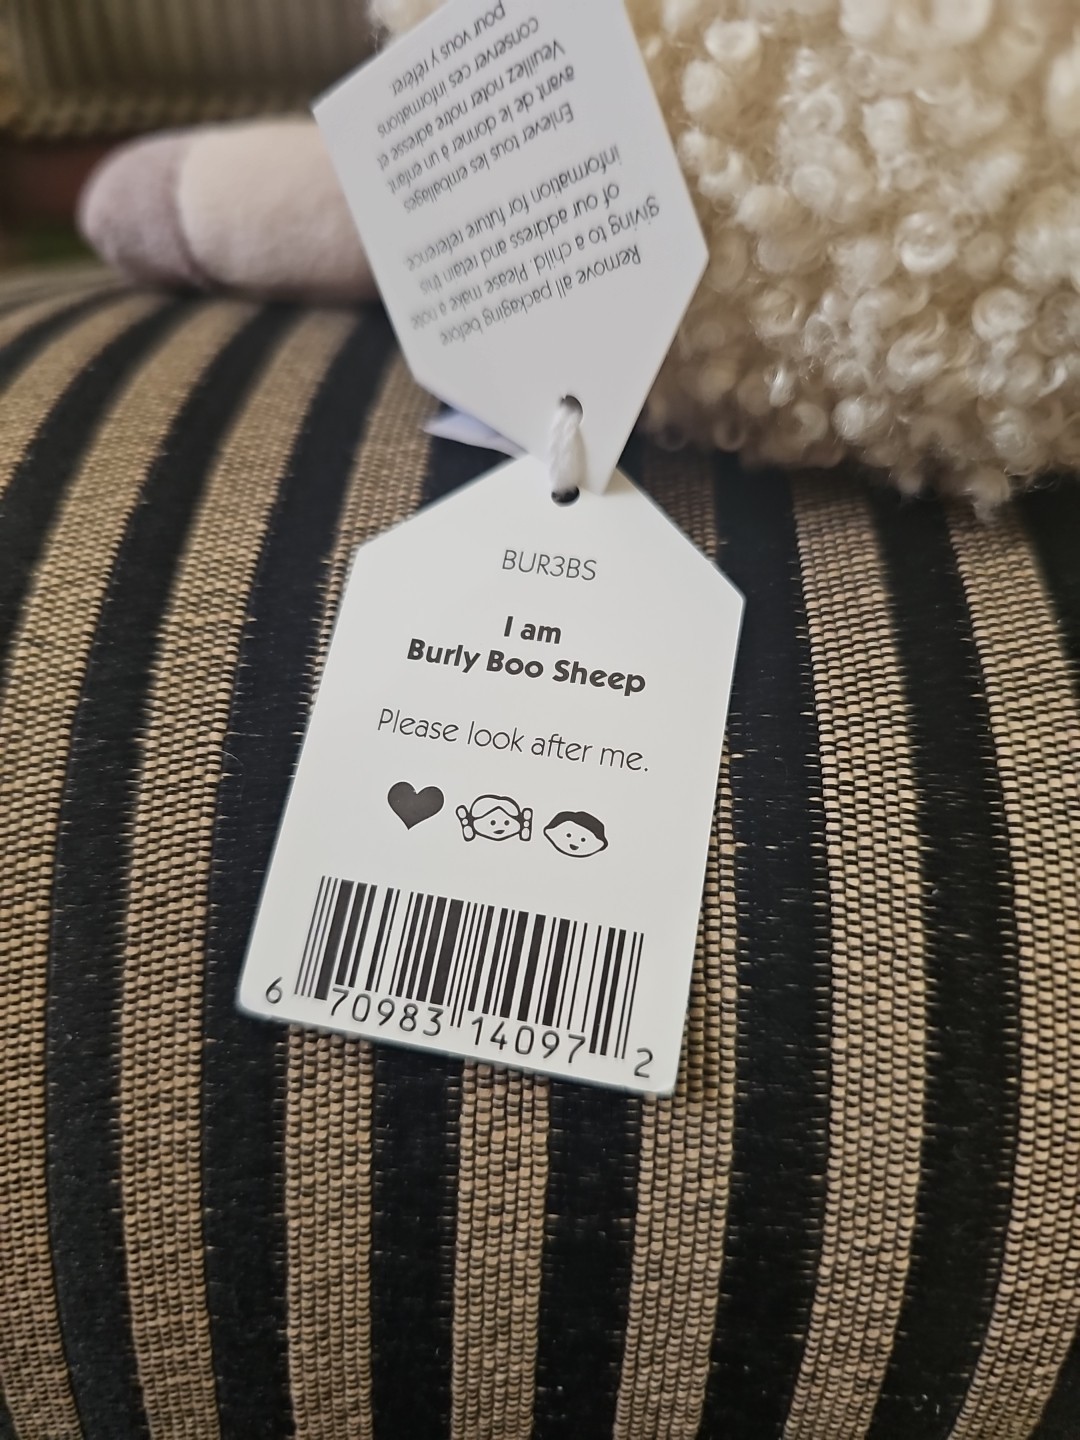 Remove all packaging before
giving to a child. Please make a note
of our address and retain this
information for future reference.
Enlever tous les emballages
avant de le donner à un enfant.
Veuillez noter notre adresse et
conserver ces informations
pour vous y référer.
BUR3BS
I am
Burly Boo Sheep
Please look after me.
6 70983 14097 2